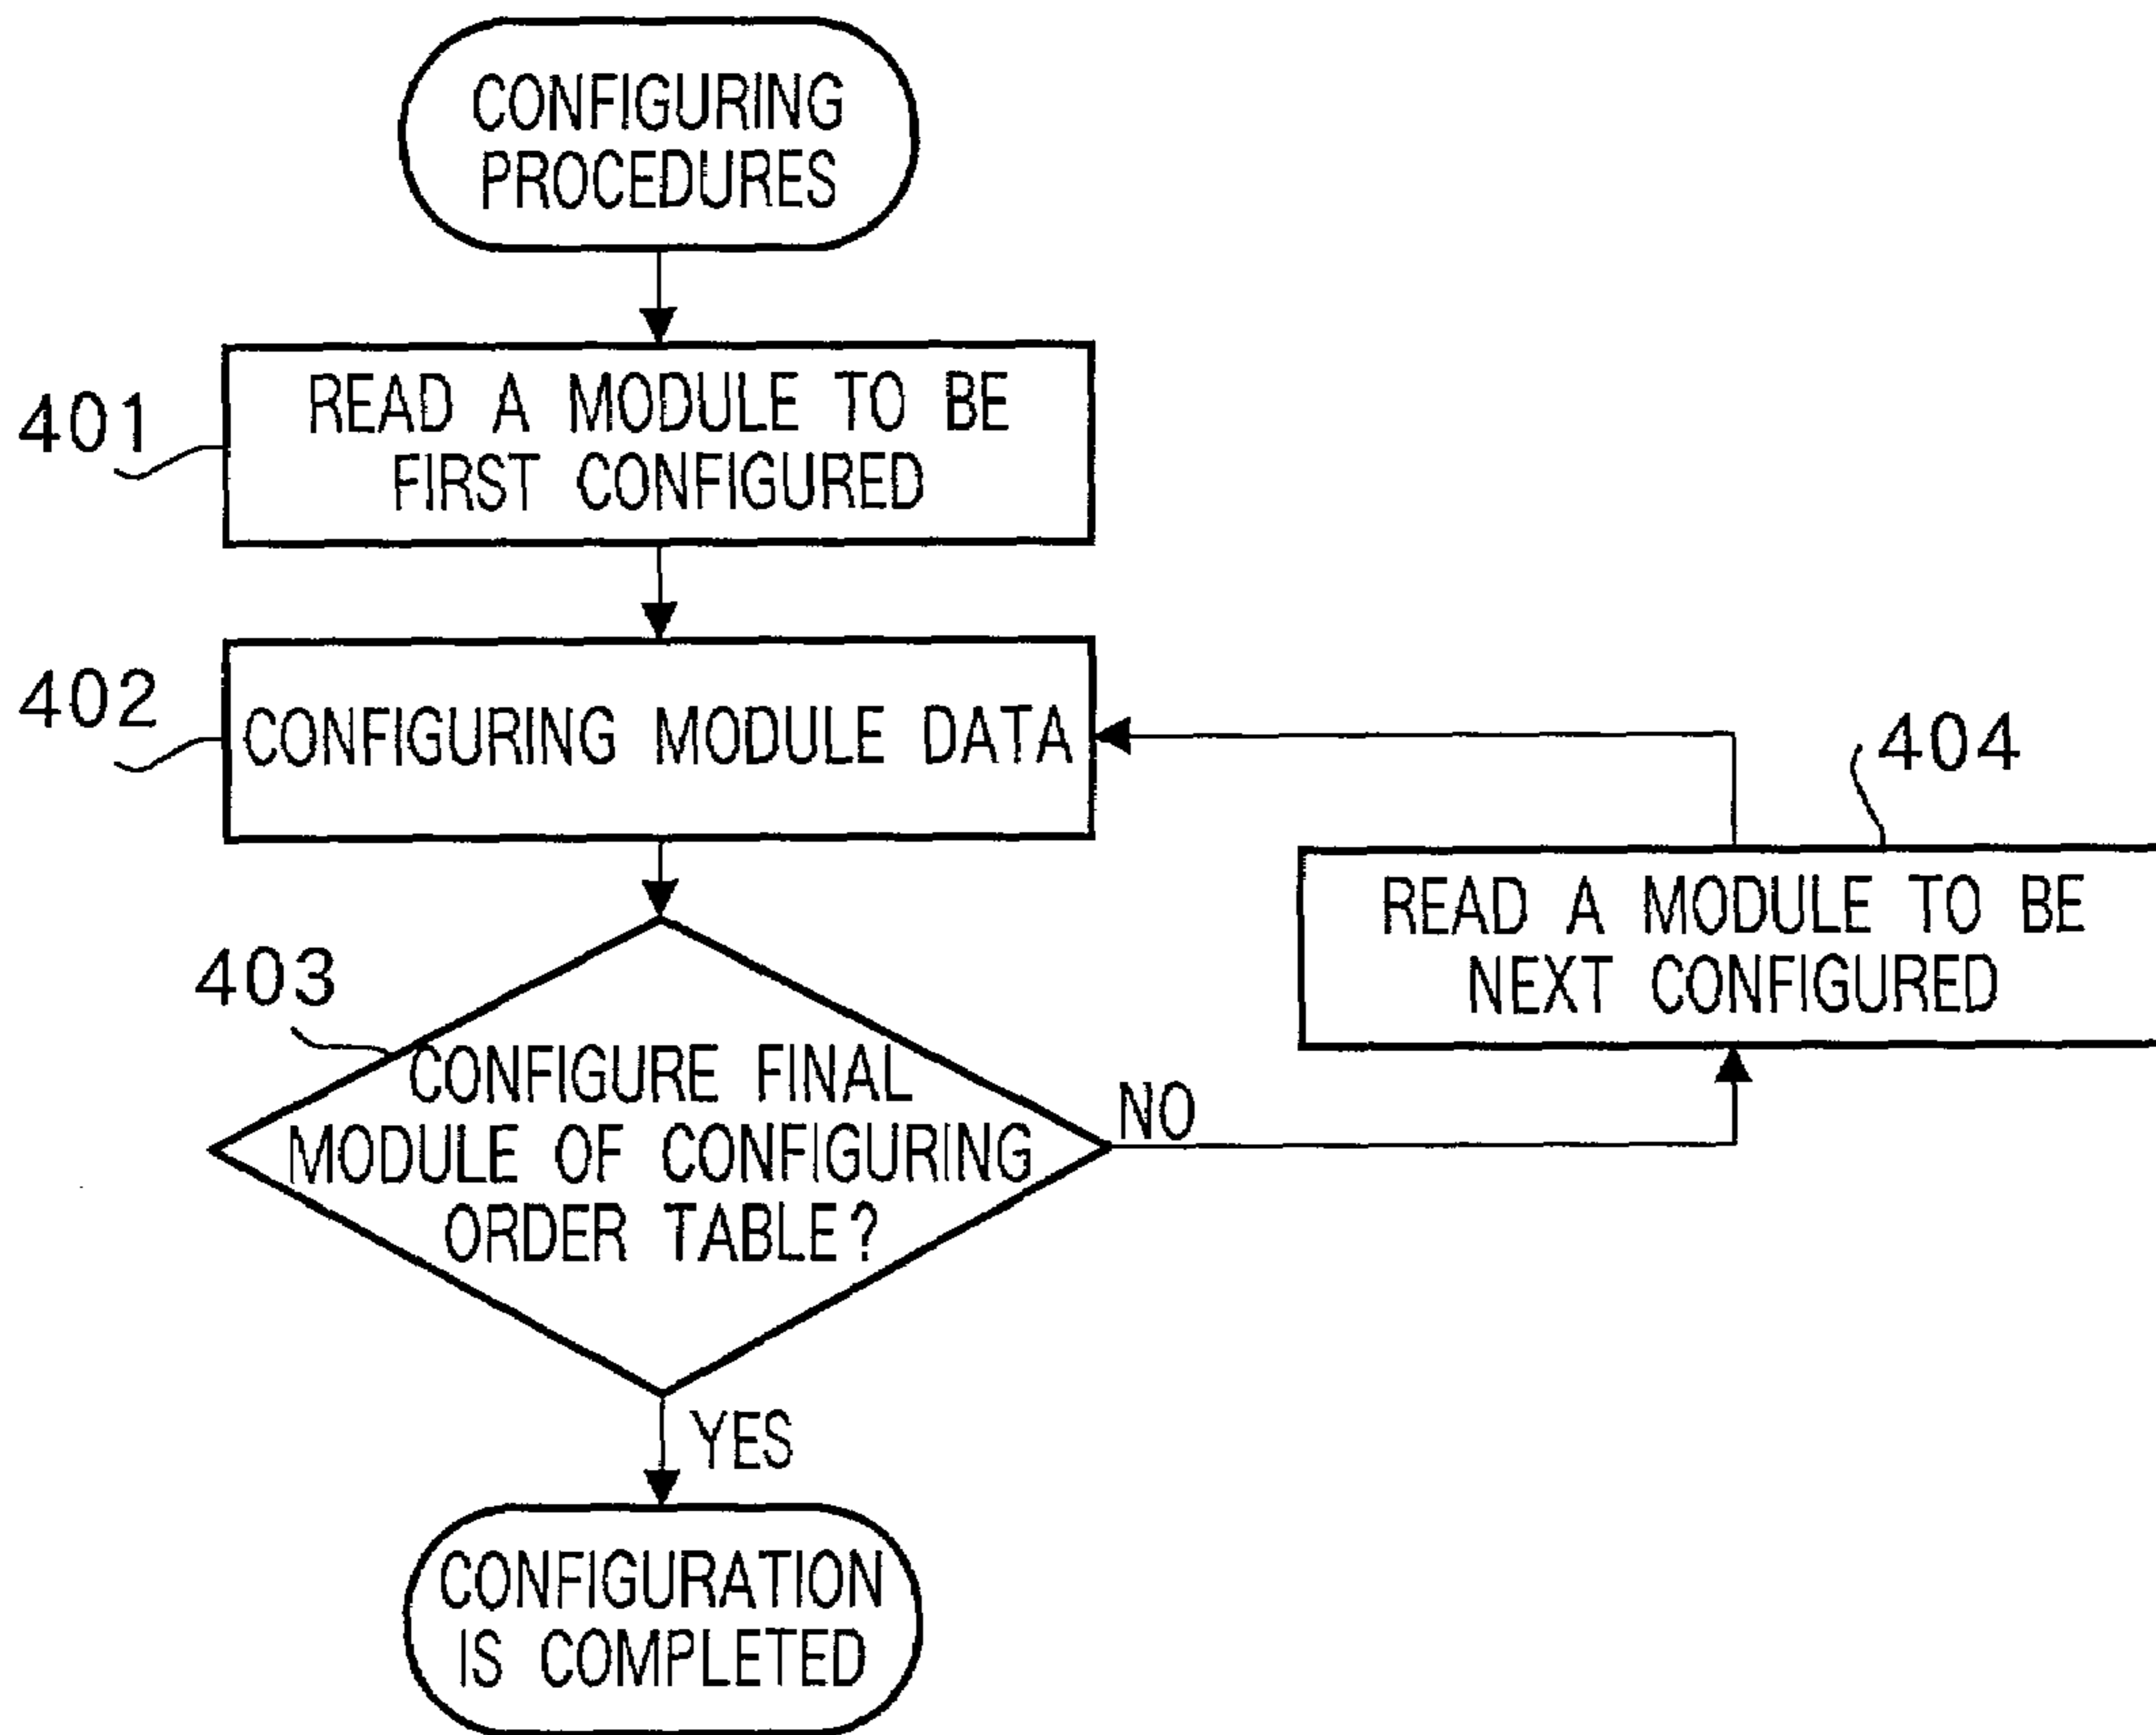 CONFIGURING
PROCEDURES
401
READ A MODULE TO BE
FIRST CONFIGURED
402
CONFIGURING MODULE DATA
404
READ A MODULE TO BE
NEXT CONFIGURED
403
CONFIGURE FINAL
MODULE OF CONFIGURING
ORDER TABLE?
NO
YES
CONFIGURATION
IS COMPLETED